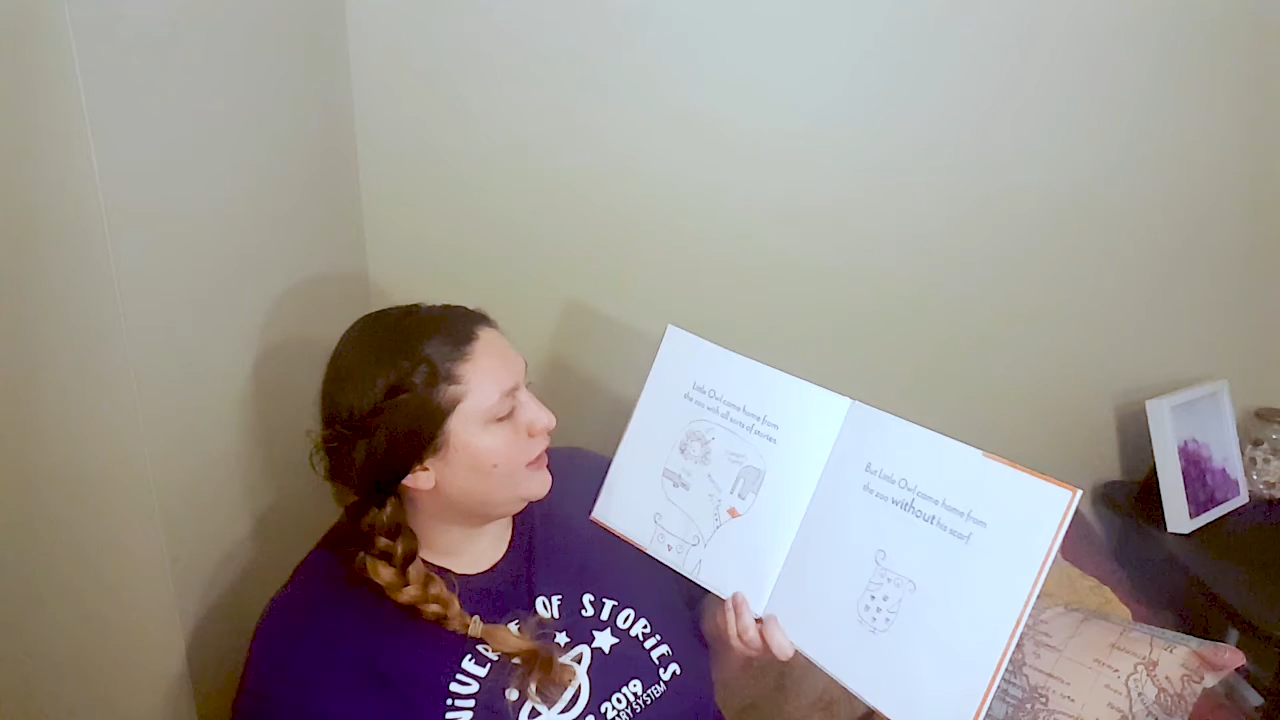 Little Owl came home from
the zoo with all sorts of stories.
But Little Owl came home from
the zoo without his scarf.
OF STORIES
2019
SYSTEM